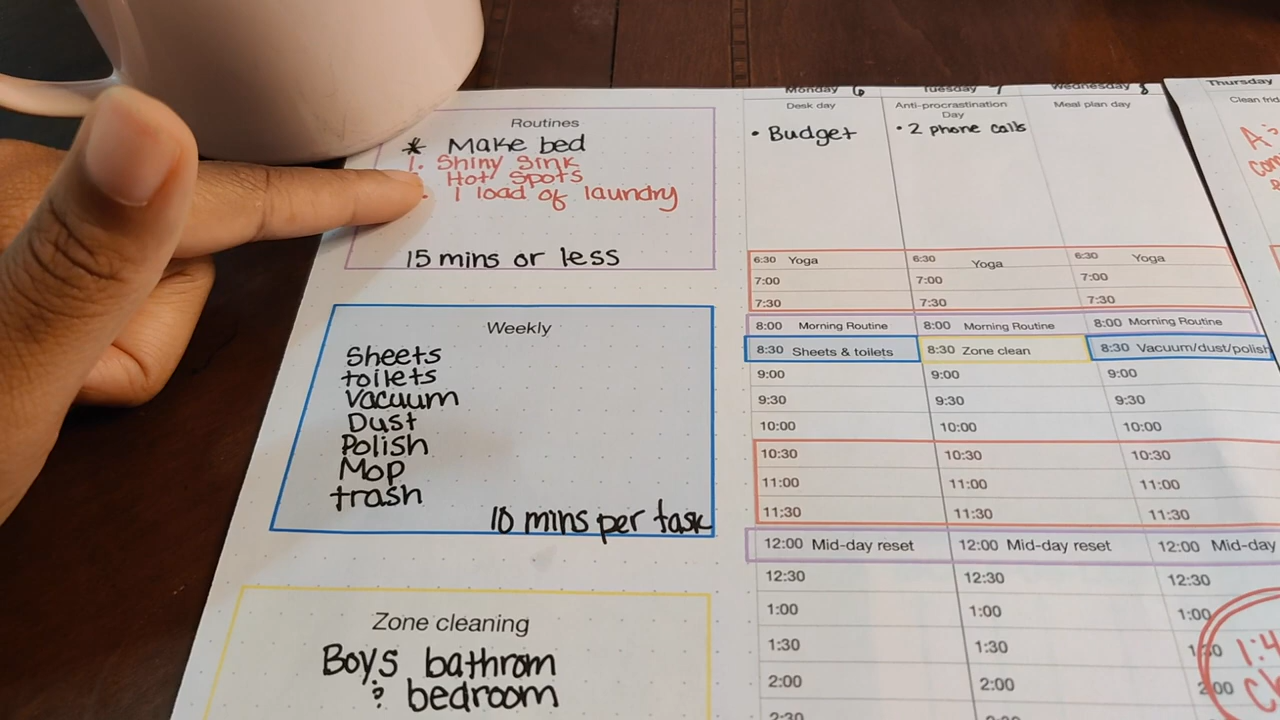 Routines
* Make bed
1. Shiny Sink
Hot Spots
1 load of laundry
15 mins or less
Weekly
Sheets
toilets
Vacuum
Dust
Polish
Mop
trash
10 mins per task
Zone cleaning
Boys bathrom
& bedroom
Monday 6
Desk day
• Budget
6:30 Yoga
7:00
7:30
8:00 Morning Routine
8:30 Sheets & toilets
9:00
9:30
10:00
10:30
11:00
11:30
12:00 Mid-day reset
12:30
1:00
1:30
2:00
2:30
Tuesday 7
Anti-procrastination
Day
• 2 phone calls
6:30 Yoga
7:00
7:30
8:00 Morning Routine
8:30 Zone clean
9:00
9:30
10:00
10:30
11:00
11:30
12:00 Mid-day reset
12:30
1:00
1:30
2:00
Wednesday 8
Meal plan day
6:30 Yoga
7:00
7:30
8:00 Morning Routine
8:30 Vacuum/dust/polish
9:00
9:30
10:00
10:30
11:00
11:30
12:00 Mid-day
12:30
1:00
2:00
Thursday
Clean